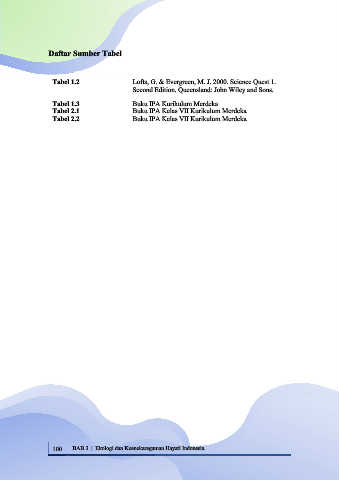 Daftar Sumber Tabel
Tabel 1.2 Lofts, G. & Evergreen, M. J. 2000. Science Quest 1.
Second Edition. Queensland: John Wiley and Sons.
Tabel 1.3 Buku IPA Kurikulum Merdeka
Tabel 2.1 Buku IPA Kelas VII Kurikulum Merdeka
Tabel 2.2 Buku IPA Kelas VII Kurikulum Merdeka
100 BAB 3 | Ekologi dan Keanekaragaman Hayati Indonesia